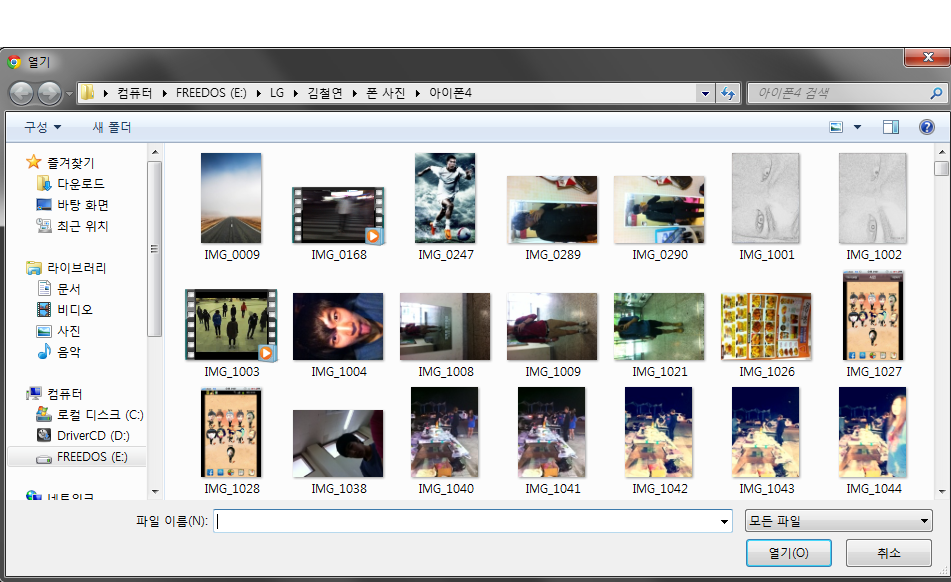 열기
컴퓨터 FREEDOS (E:) LG 김철연 폰 사진 아이폰4
아이폰4 검색
구성 새 폴더
즐겨찾기
다운로드
바탕 화면
최근 위치
라이브러리
문서
비디오
사진
음악
컴퓨터
로컬 디스크 (C:)
DriverCD (D:)
FREEDOS (E:)
네트워크
IMG_0009 IMG_0168 IMG_0247 IMG_0289 IMG_0290 IMG_1001 IMG_1002
IMG_1003 IMG_1004 IMG_1008 IMG_1009 IMG_1021 IMG_1026 IMG_1027
IMG_1028 IMG_1038 IMG_1040 IMG_1041 IMG_1042 IMG_1043 IMG_1044
파일 이름(N): 모든 파일
열기(O) 취소